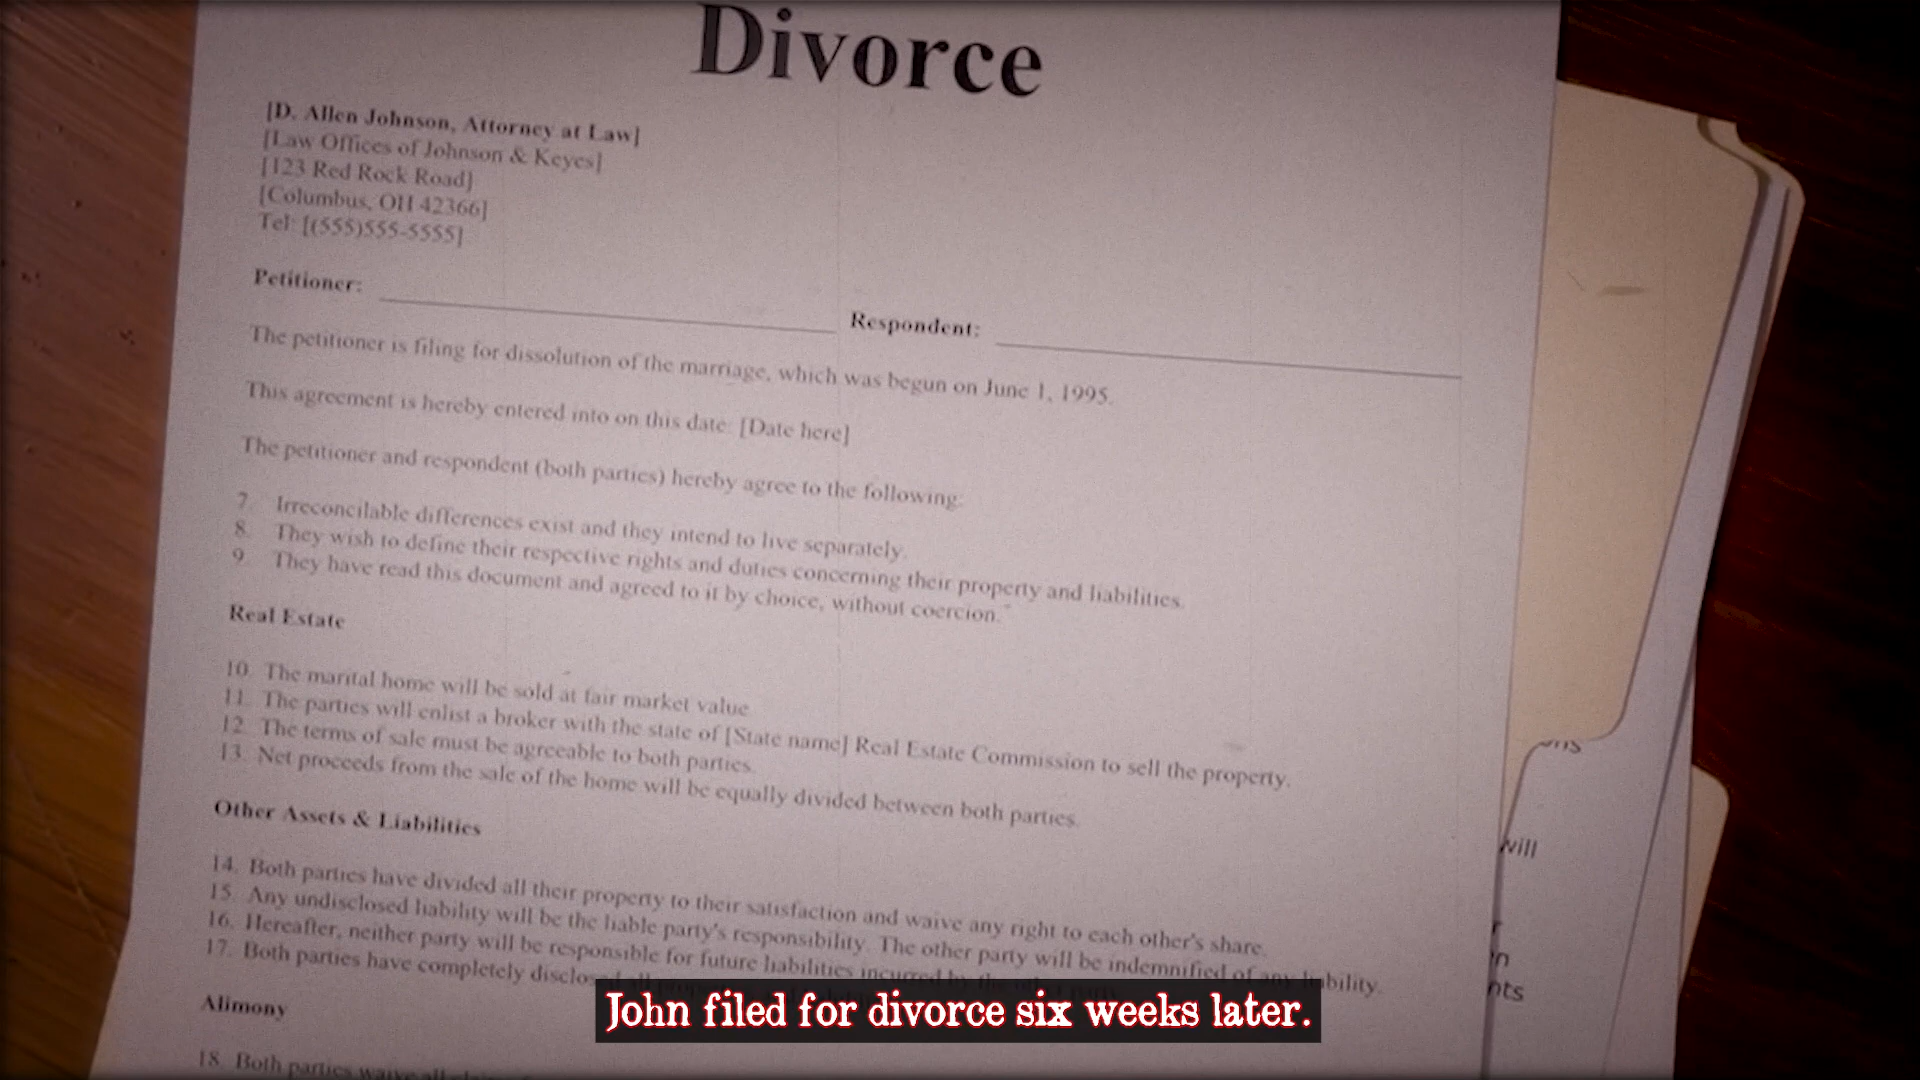 Divorce
[D. Allen Johnson, Attorney at Law]
[Law Offices of Johnson & Keyes]
[123 Red Rock Road]
[Columbus, OH 42366]
Tel: [(555)555-5555]
Petitioner: Respondent:
The petitioner is filing for dissolution of the marriage, which was begun on June 1, 1995.
This agreement is hereby entered into on this date: [Date here]
The petitioner and respondent (both parties) hereby agree to the following:
7. Irreconcilable differences exist and they intend to live separately.
8. They wish to define their respective rights and duties concerning their property and liabilities.
9. They have read this document and agreed to it by choice, without coercion."
Real Estate
10. The marital home will be sold at fair market value
11. The parties will enlist a broker with the state of [State name] Real Estate Commission to sell the property.
12. The terms of sale must be agreeable to both parties.
13. Net proceeds from the sale of the home will be equally divided between both parties.
Other Assets & Liabilities
14. Both parties have divided all their property to their satisfaction and waive any right to each other's share.
15. Any undisclosed liability will be the liable party's responsibility. The other party will be indemnified of any liability.
16. Hereafter, neither party will be responsible for future liabilities incurred by the
17. Both parties have completely disclosed all
Alimony
18. Both parties waive all
will
r
n
nts
John filed for divorce six weeks later.